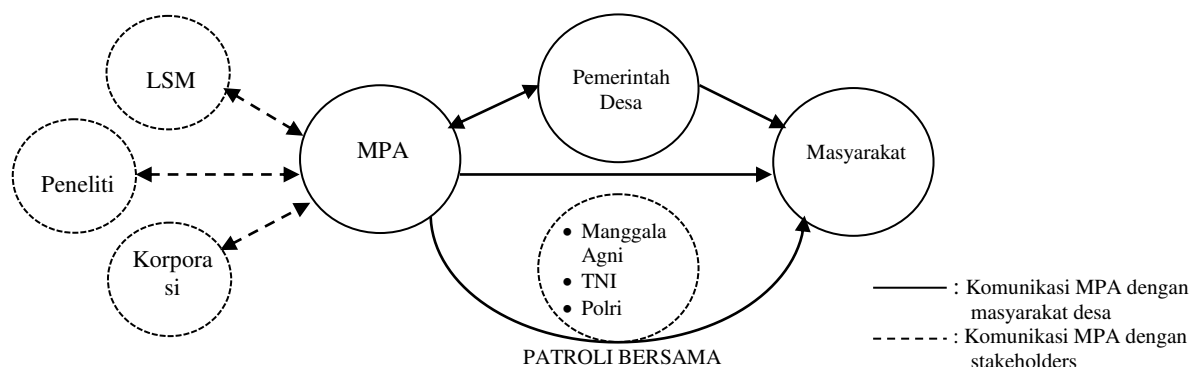 LSM
Peneliti
Korpora
si
MPA
Pemerintah
Desa
Masyarakat
• Manggala
Agni
• TNI
• Polri
PATROLI BERSAMA
: Komunikasi MPA dengan
masyarakat desa
: Komunikasi MPA dengan
stakeholders